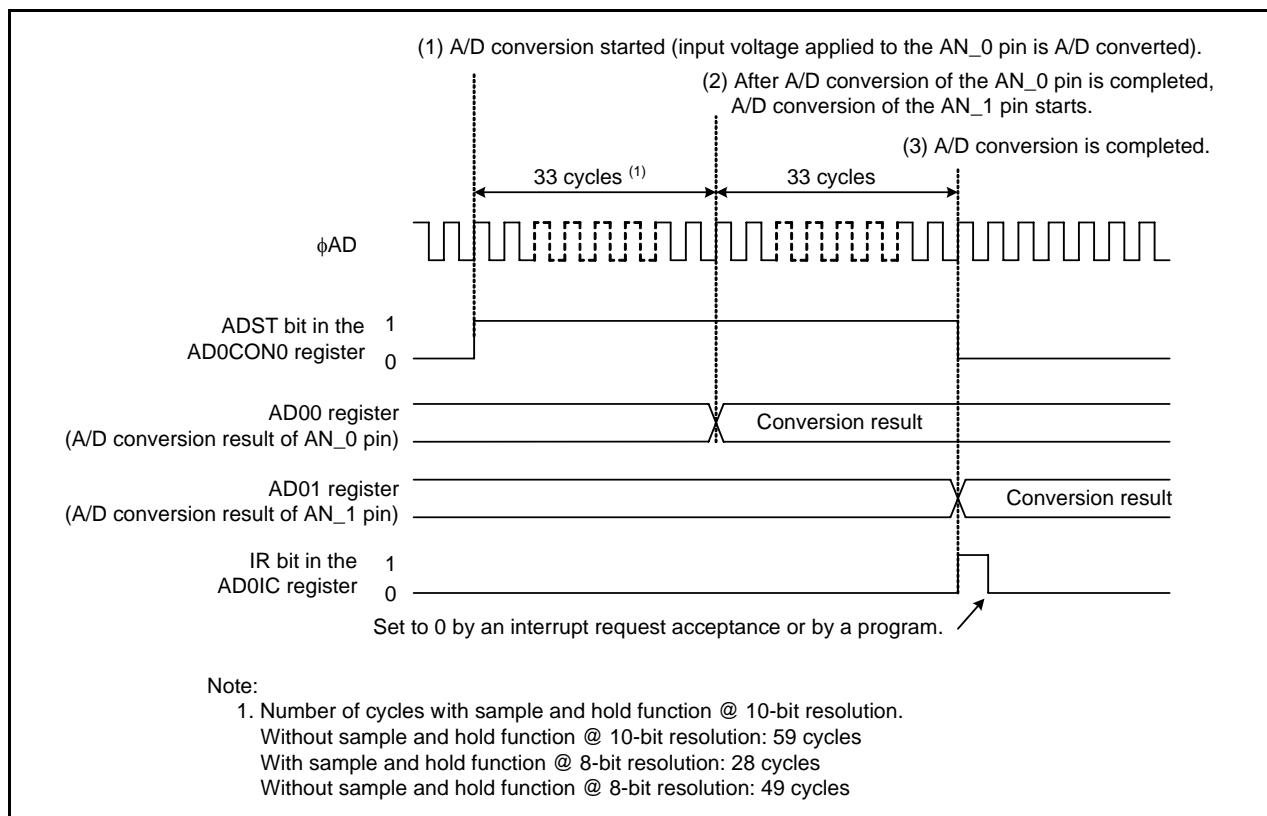 (1) A/D conversion started (input voltage applied to the AN_0 pin is A/D converted).
(2) After A/D conversion of the AN_0 pin is completed,
A/D conversion of the AN_1 pin starts.
(3) A/D conversion is completed.
33 cycles (1)
33 cycles
φAD
ADST bit in the
AD0CON0 register
1
0
AD00 register
(A/D conversion result of AN_0 pin)
Conversion result
AD01 register
(A/D conversion result of AN_1 pin)
Conversion result
IR bit in the
AD0IC register
1
0
Set to 0 by an interrupt request acceptance or by a program.
Note:
1. Number of cycles with sample and hold function @ 10-bit resolution.
Without sample and hold function @ 10-bit resolution: 59 cycles
With sample and hold function @ 8-bit resolution: 28 cycles
Without sample and hold function @ 8-bit resolution: 49 cycles